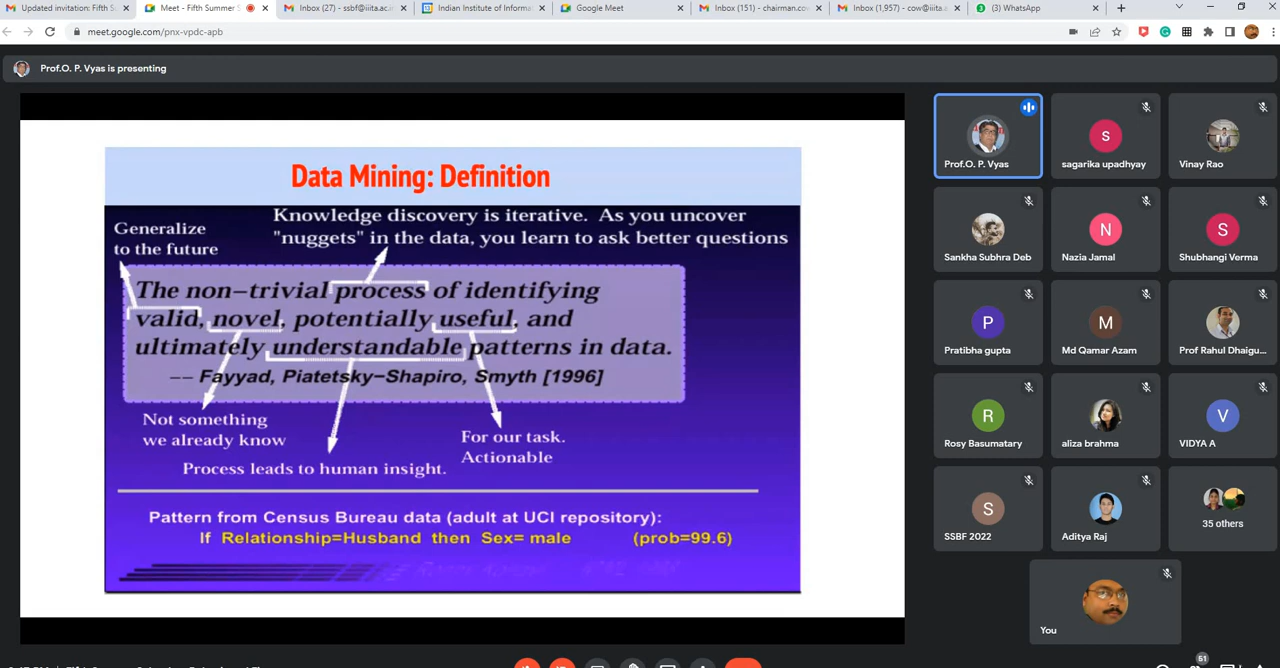 Updated invitation: Fifth S
Meet - Fifth Summer S
Inbox (27) - ssbf@iiita.ac.in
Indian Institute of Informa
Google Meet
Inbox (151) - chairman.cow
Inbox (1,957) - cow@iiita.a
(3) WhatsApp
meet.google.com/pnx-vpdc-apb
Prof.O. P. Vyas is presenting
Data Mining: Definition
Knowledge discovery is iterative. As you uncover
"nuggets" in the data, you learn to ask better questions
Generalize
to the future
The non-trivial process of identifying
valid, novel, potentially useful, and
ultimately understandable patterns in data.
-- Fayyad, Piatetsky-Shapiro, Smyth [1996]
Not something
we already know
For our task.
Actionable
Process leads to human insight.
Pattern from Census Bureau data (adult at UCI repository):
If Relationship=Husband then Sex= male (prob=99.6)
Prof.O. P. Vyas
S
sagarika upadhyay
Vinay Rao
Sankha Subhra Deb
N
Nazia Jamal
S
Shubhangi Verma
P
Pratibha gupta
M
Md Qamar Azam
Prof Rahul Dhaigu...
R
Rosy Basumatary
aliza brahma
V
VIDYA A
S
SSBF 2022
Aditya Raj
35 others
You
51